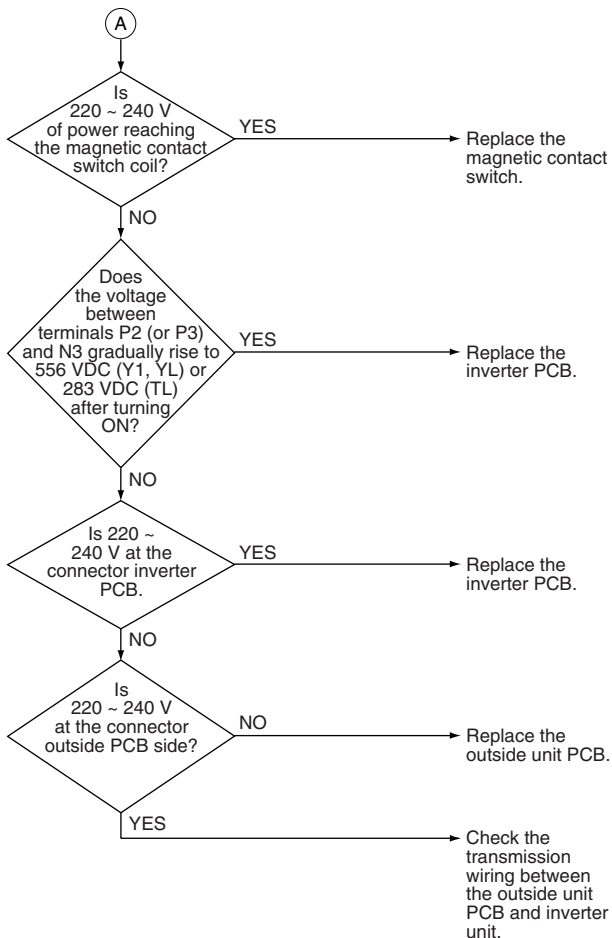 A
Is
220 ~ 240 V
of power reaching
the magnetic contact
switch coil?
YES
Replace the
magnetic contact
switch.
NO
Does
the voltage
between
terminals P2 (or P3)
and N3 gradually rise to
556 VDC (Y1, YL) or
283 VDC (TL)
after turning
ON?
YES
Replace the
inverter PCB.
NO
Is 220 ~
240 V at the
connector inverter
PCB.
YES
Replace the
inverter PCB.
NO
Is
220 ~ 240 V
at the connector
outside PCB side?
NO
Replace the
outside unit PCB.
YES
Check the
transmission
wiring between
the outside unit
PCB and inverter
unit.